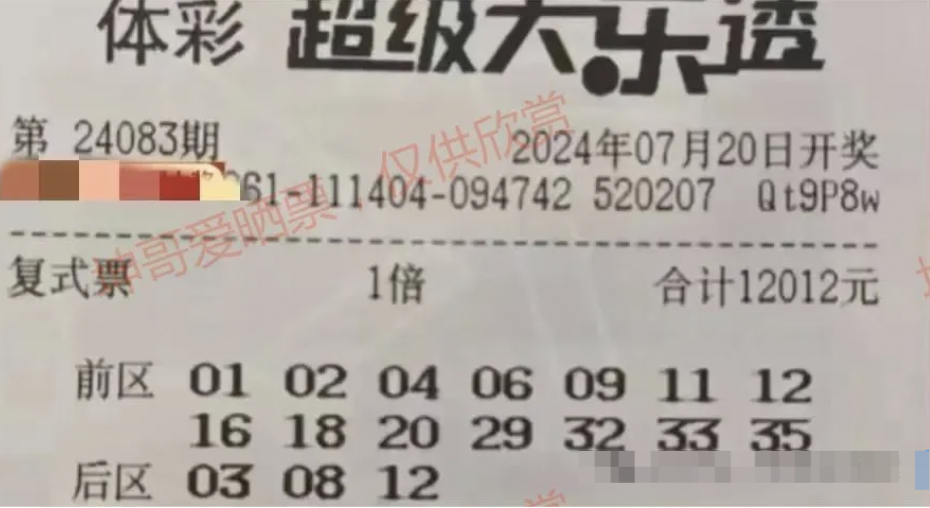 体彩 超级大乐透
第 24083期 2024年07月20日开奖
61-111404-094742 520207 Qt9P8w
复式票 1倍 合计12012元
前区 01 02 04 06 09 11 12
16 18 20 29 32 33 35
后区 03 08 12
坤哥爱晒票，仅供欣赏